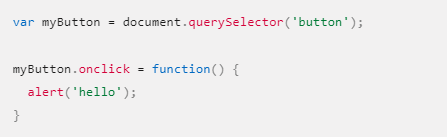 var myButton = document.querySelector('button');

myButton.onclick = function() {
  alert('hello');
}